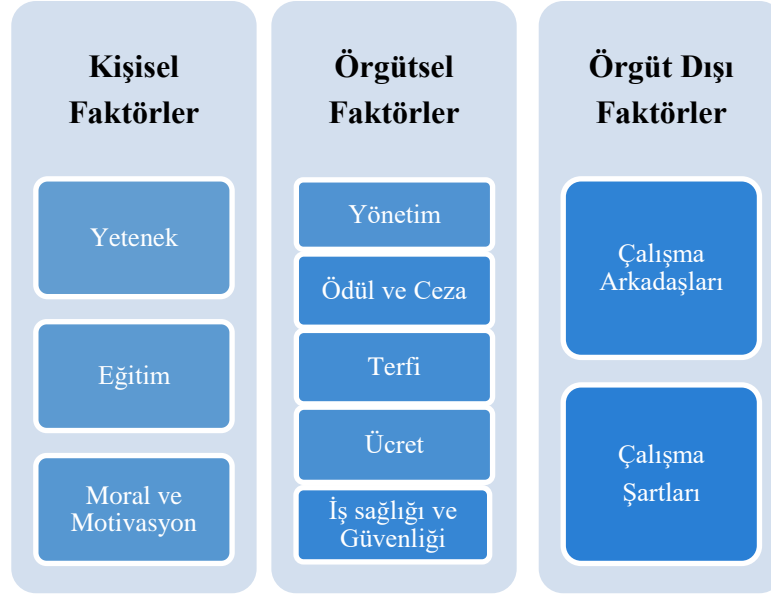 Kişisel
Faktörler
Yetenek
Eğitim
Moral ve
Motivasyon
Örgütsel
Faktörler
Yönetim
Ödül ve Ceza
Terfi
Ücret
İş sağlığı ve
Güvenliği
Örgüt Dışı
Faktörler
Çalışma
Arkadaşları
Çalışma
Şartları